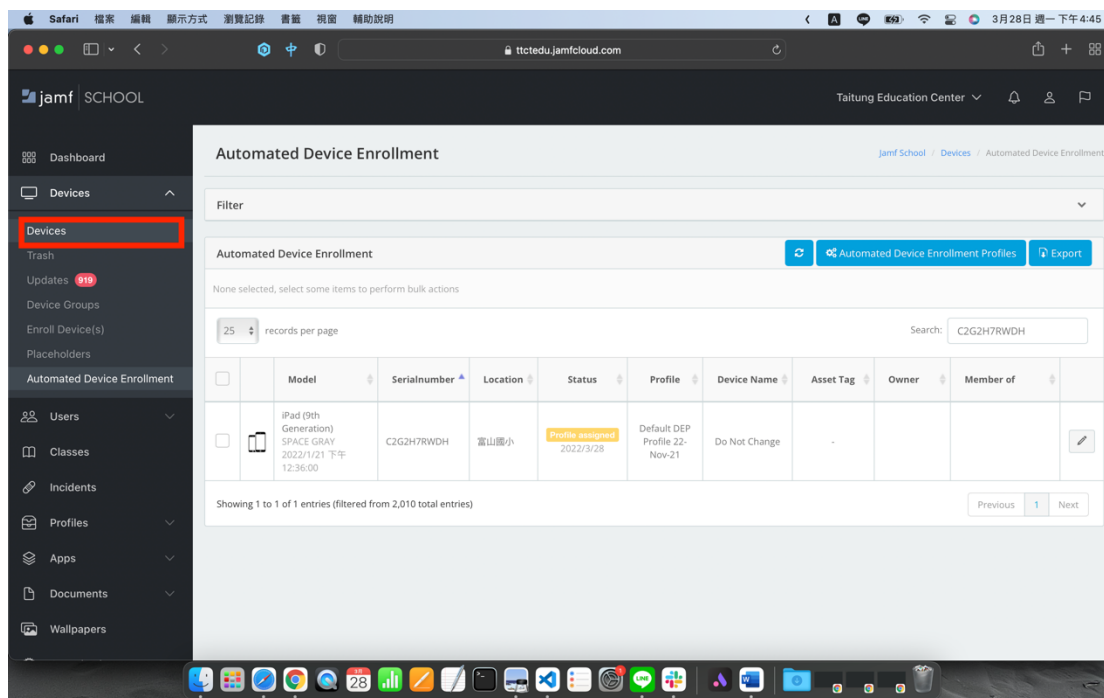 Safari 檔案 編輯 顯示方式 瀏覽記錄 書籤 視窗 輔助說明 3月28日 週一 下午4:45
ttctedu.jamfcloud.com
jamf SCHOOL
Taitung Education Center
Dashboard
Devices
Devices
Trash
Updates 919
Device Groups
Enroll Device(s)
Placeholders
Automated Device Enrollment
Users
Classes
Incidents
Profiles
Apps
Documents
Wallpapers
Automated Device Enrollment
Jamf School / Devices / Automated Device Enrollment
Filter
Automated Device Enrollment
Automated Device Enrollment Profiles
Export
None selected, select some items to perform bulk actions
25 records per page
Search: C2G2H7RWDH
Model Serialnumber Location Status Profile Device Name Asset Tag Owner Member of
iPad (9th
Generation)
SPACE GRAY
2022/1/21 下午
12:36:00
C2G2H7RWDH
富山國小
Profile assigned
2022/3/28
Default DEP
Profile 22-
Nov-21
Do Not Change
-
Showing 1 to 1 of 1 entries (filtered from 2,010 total entries)
Previous 1 Next
28